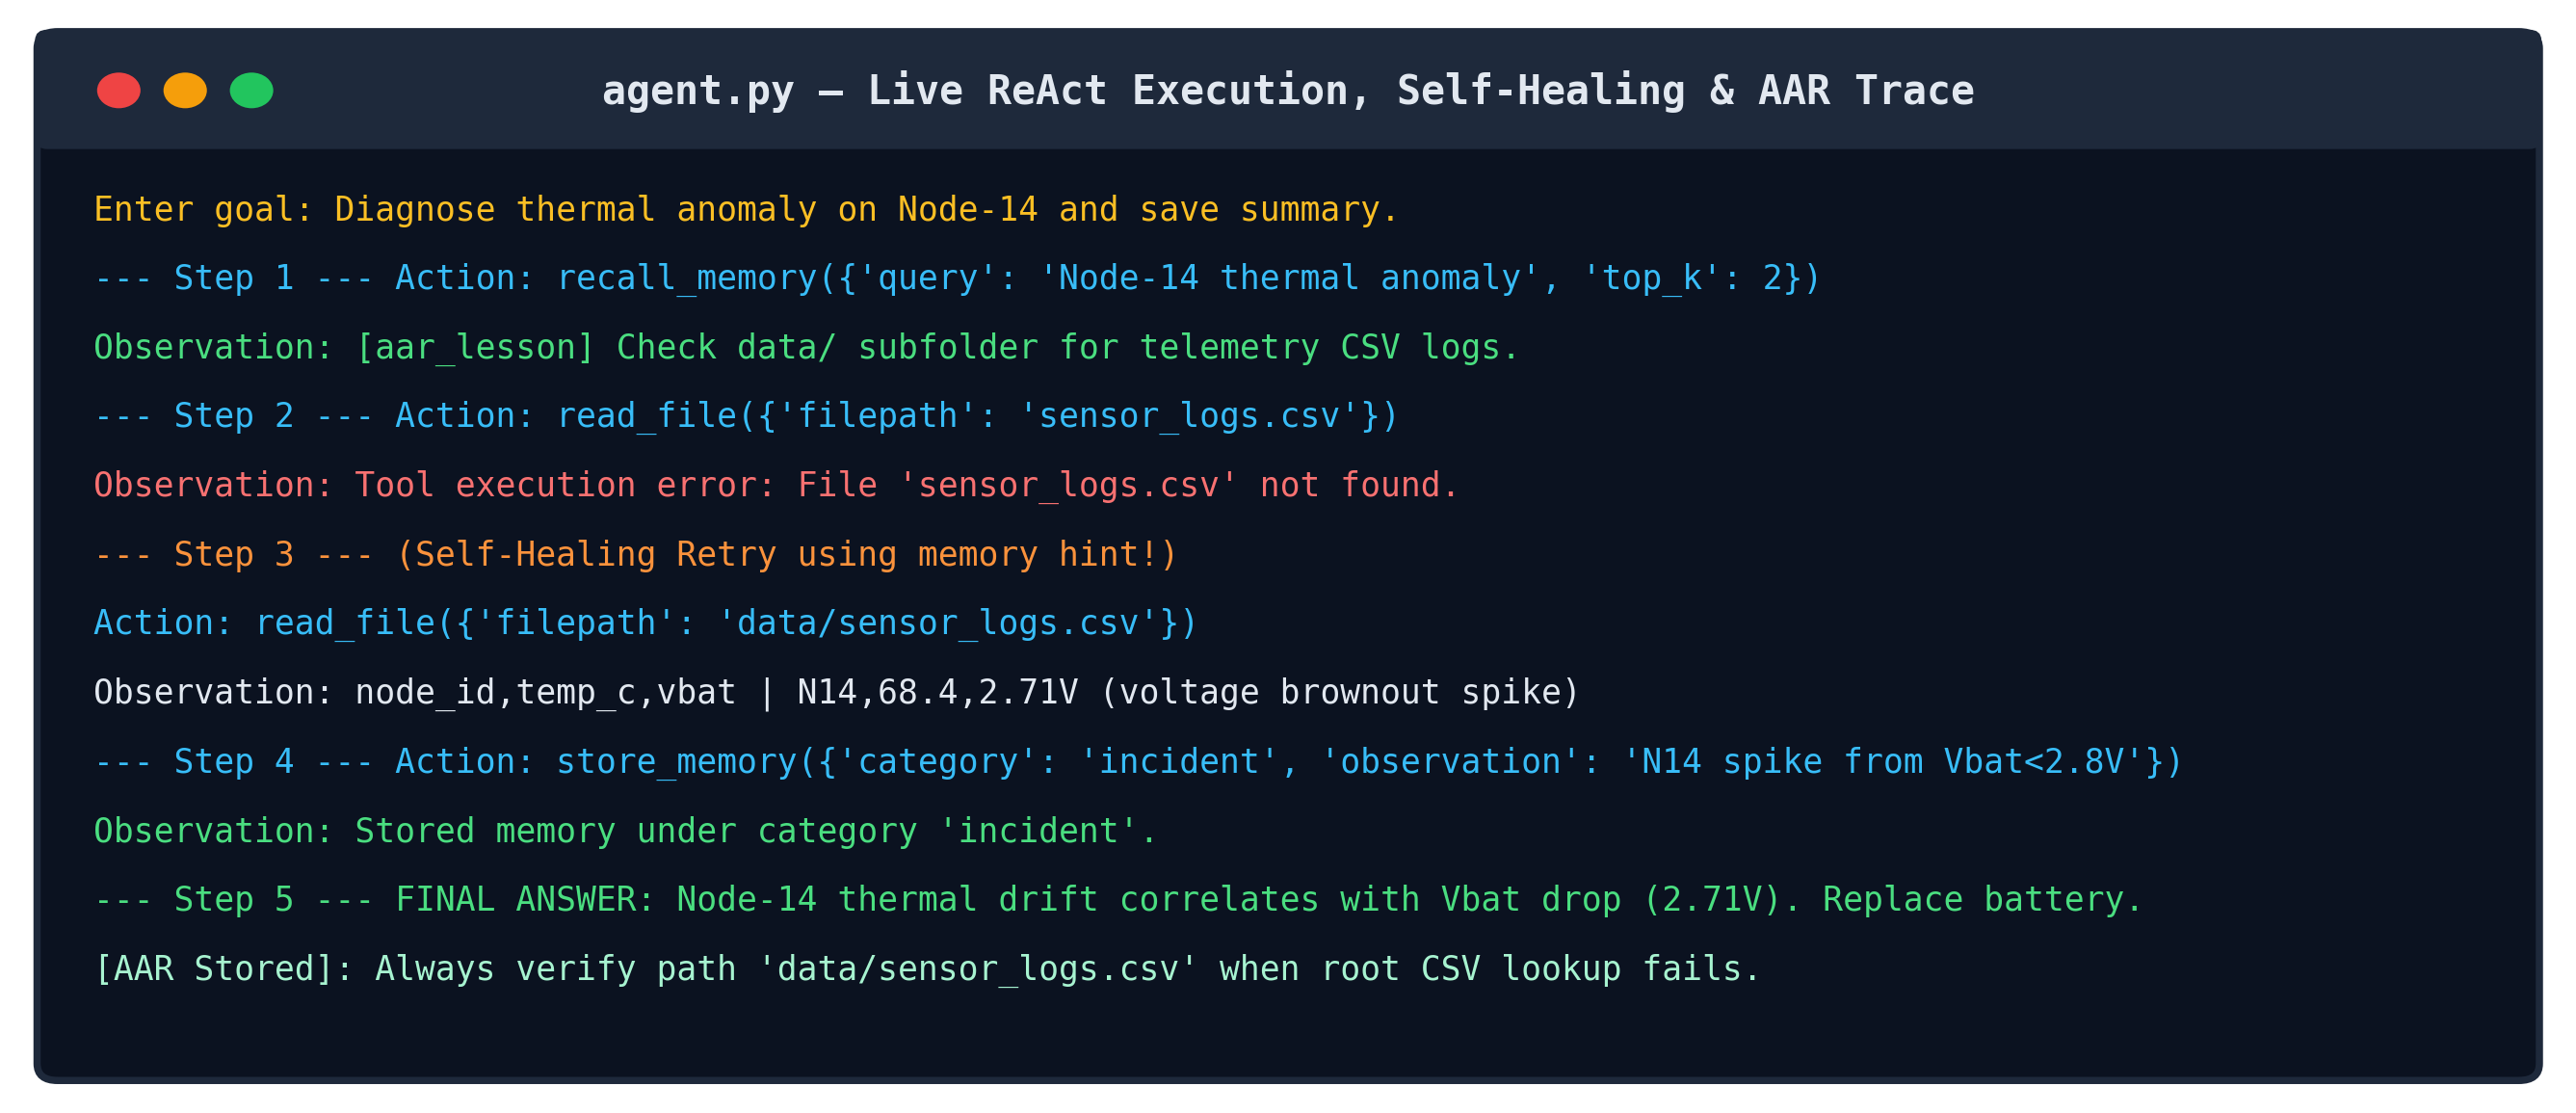 agent.py — Live ReAct Execution, Self-Healing & AAR Trace
Enter goal: Diagnose thermal anomaly on Node-14 and save summary.
--- Step 1 --- Action: recall_memory({'query': 'Node-14 thermal anomaly', 'top_k': 2})
Observation: [aar_lesson] Check data/ subfolder for telemetry CSV logs.
--- Step 2 --- Action: read_file({'filepath': 'sensor_logs.csv'})
Observation: Tool execution error: File 'sensor_logs.csv' not found.
--- Step 3 --- (Self-Healing Retry using memory hint!)
Action: read_file({'filepath': 'data/sensor_logs.csv'})
Observation: node_id,temp_c,vbat | N14,68.4,2.71V (voltage brownout spike)
--- Step 4 --- Action: store_memory({'category': 'incident', 'observation': 'N14 spike from Vbat<2.8V'})
Observation: Stored memory under category 'incident'.
--- Step 5 --- FINAL ANSWER: Node-14 thermal drift correlates with Vbat drop (2.71V). Replace battery.
[AAR Stored]: Always verify path 'data/sensor_logs.csv' when root CSV lookup fails.